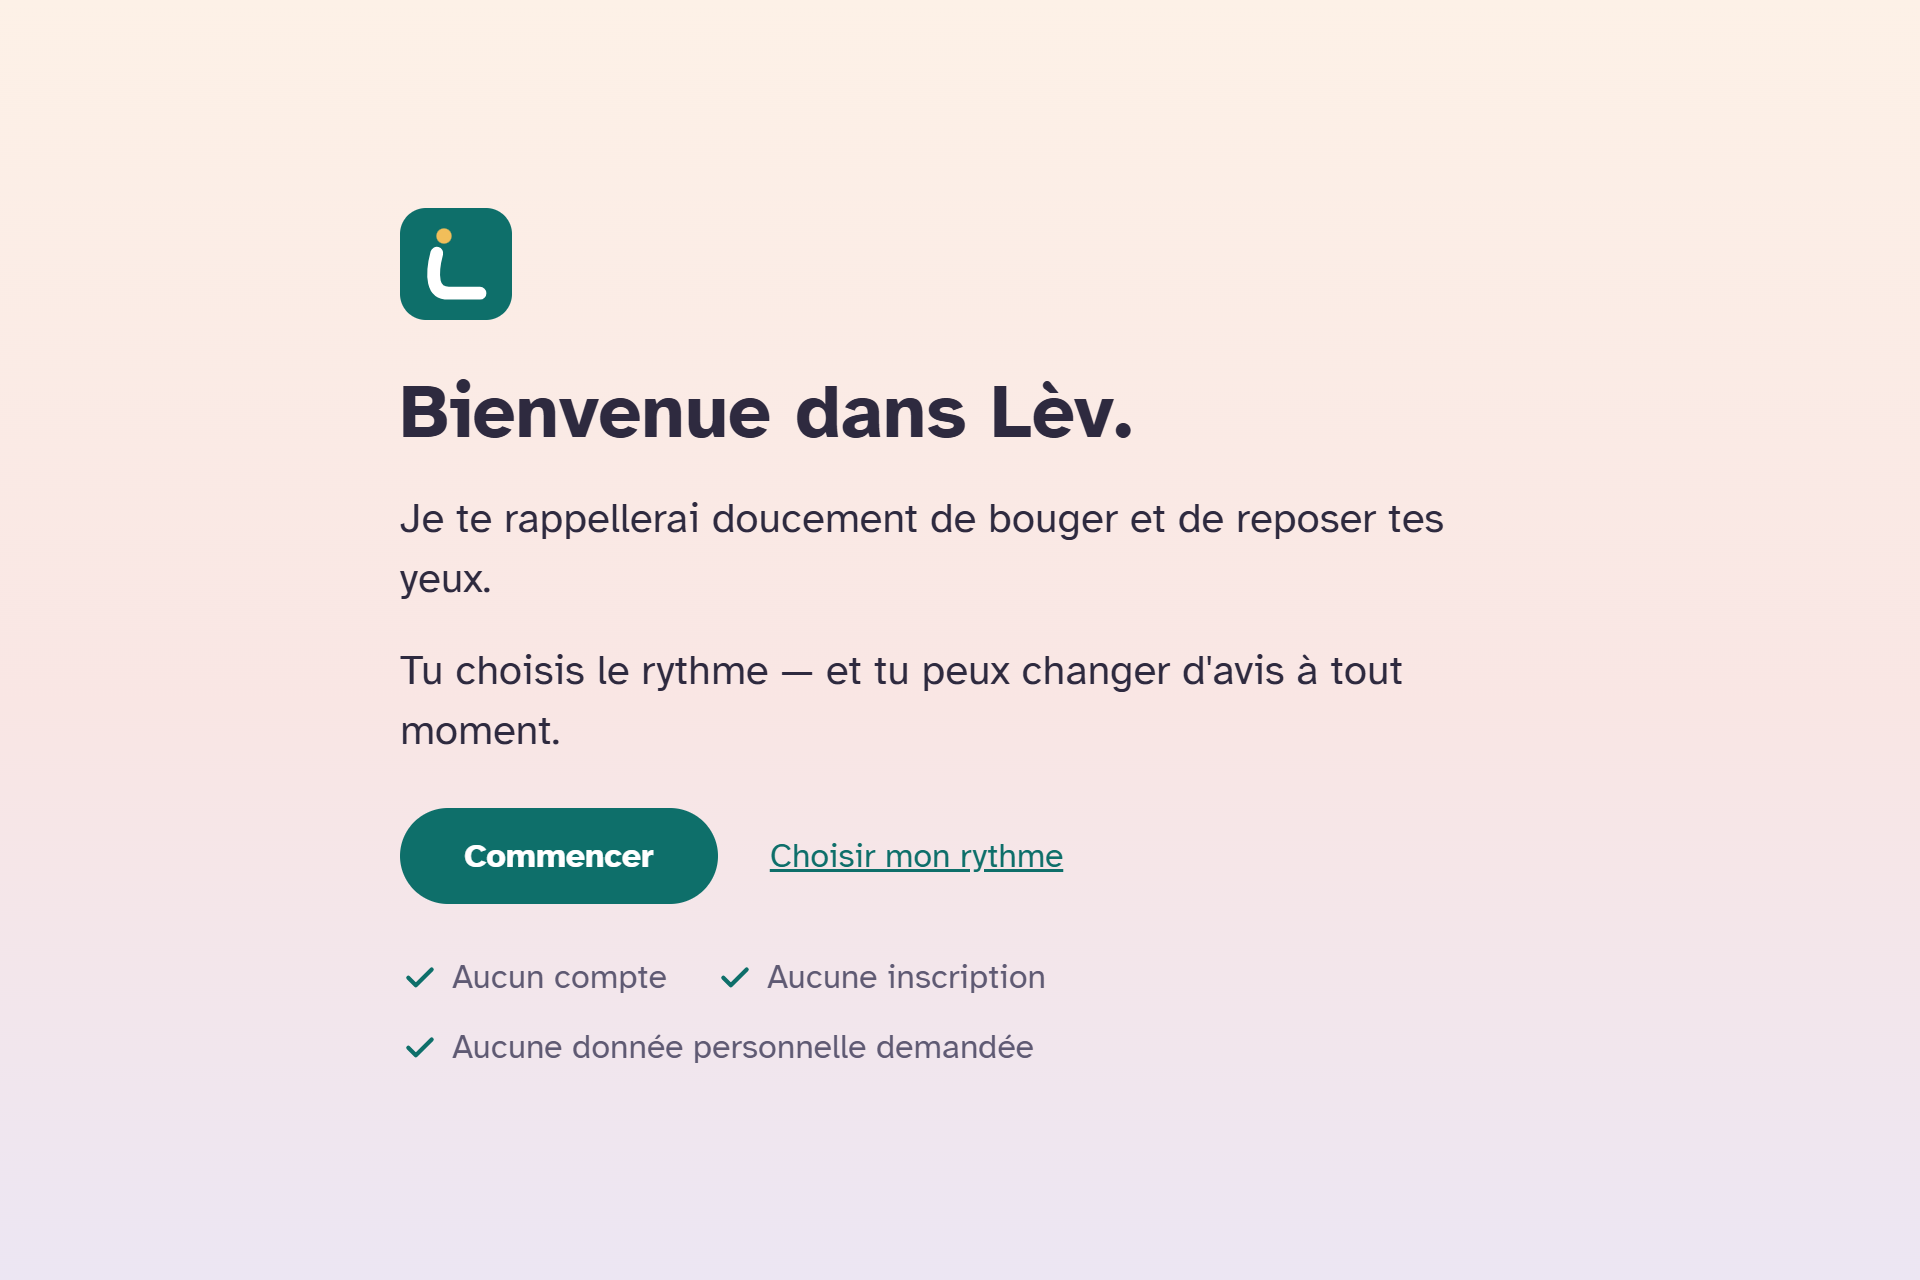 Bienvenue dans Lèv.
Je te rappellerai doucement de bouger et de reposer tes
yeux.
Tu choisis le rythme — et tu peux changer d'avis à tout
moment.
Commencer
Choisir mon rythme
Aucun compte
Aucune inscription
Aucune donnée personnelle demandée